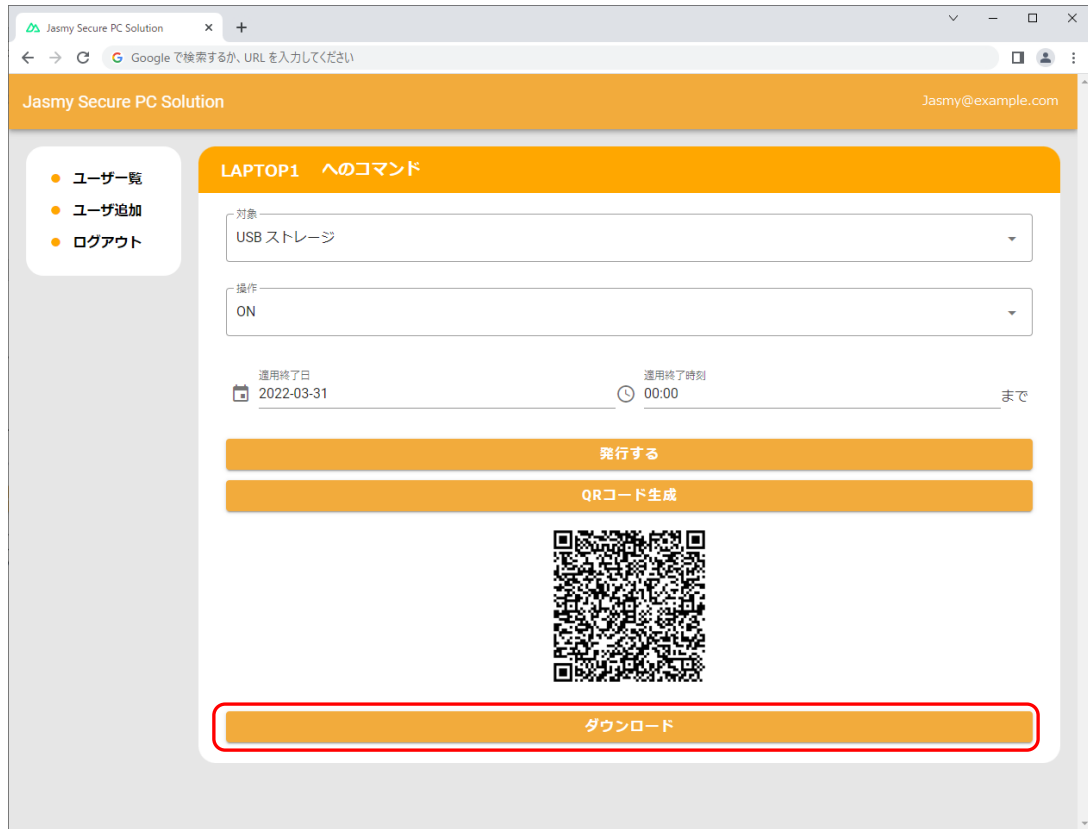 Jasmy Secure PC Solution
Google で検索するか、URL を入力してください
Jasmy Secure PC Solution
Jasmy@example.com
ユーザ一覧
ユーザ追加
ログアウト
LAPTOP1 へのコマンド
対象
USB ストレージ
操作
ON
適用終了日
2022-03-31
適用終了時刻
00:00
まで
発行する
QRコード生成
ダウンロード